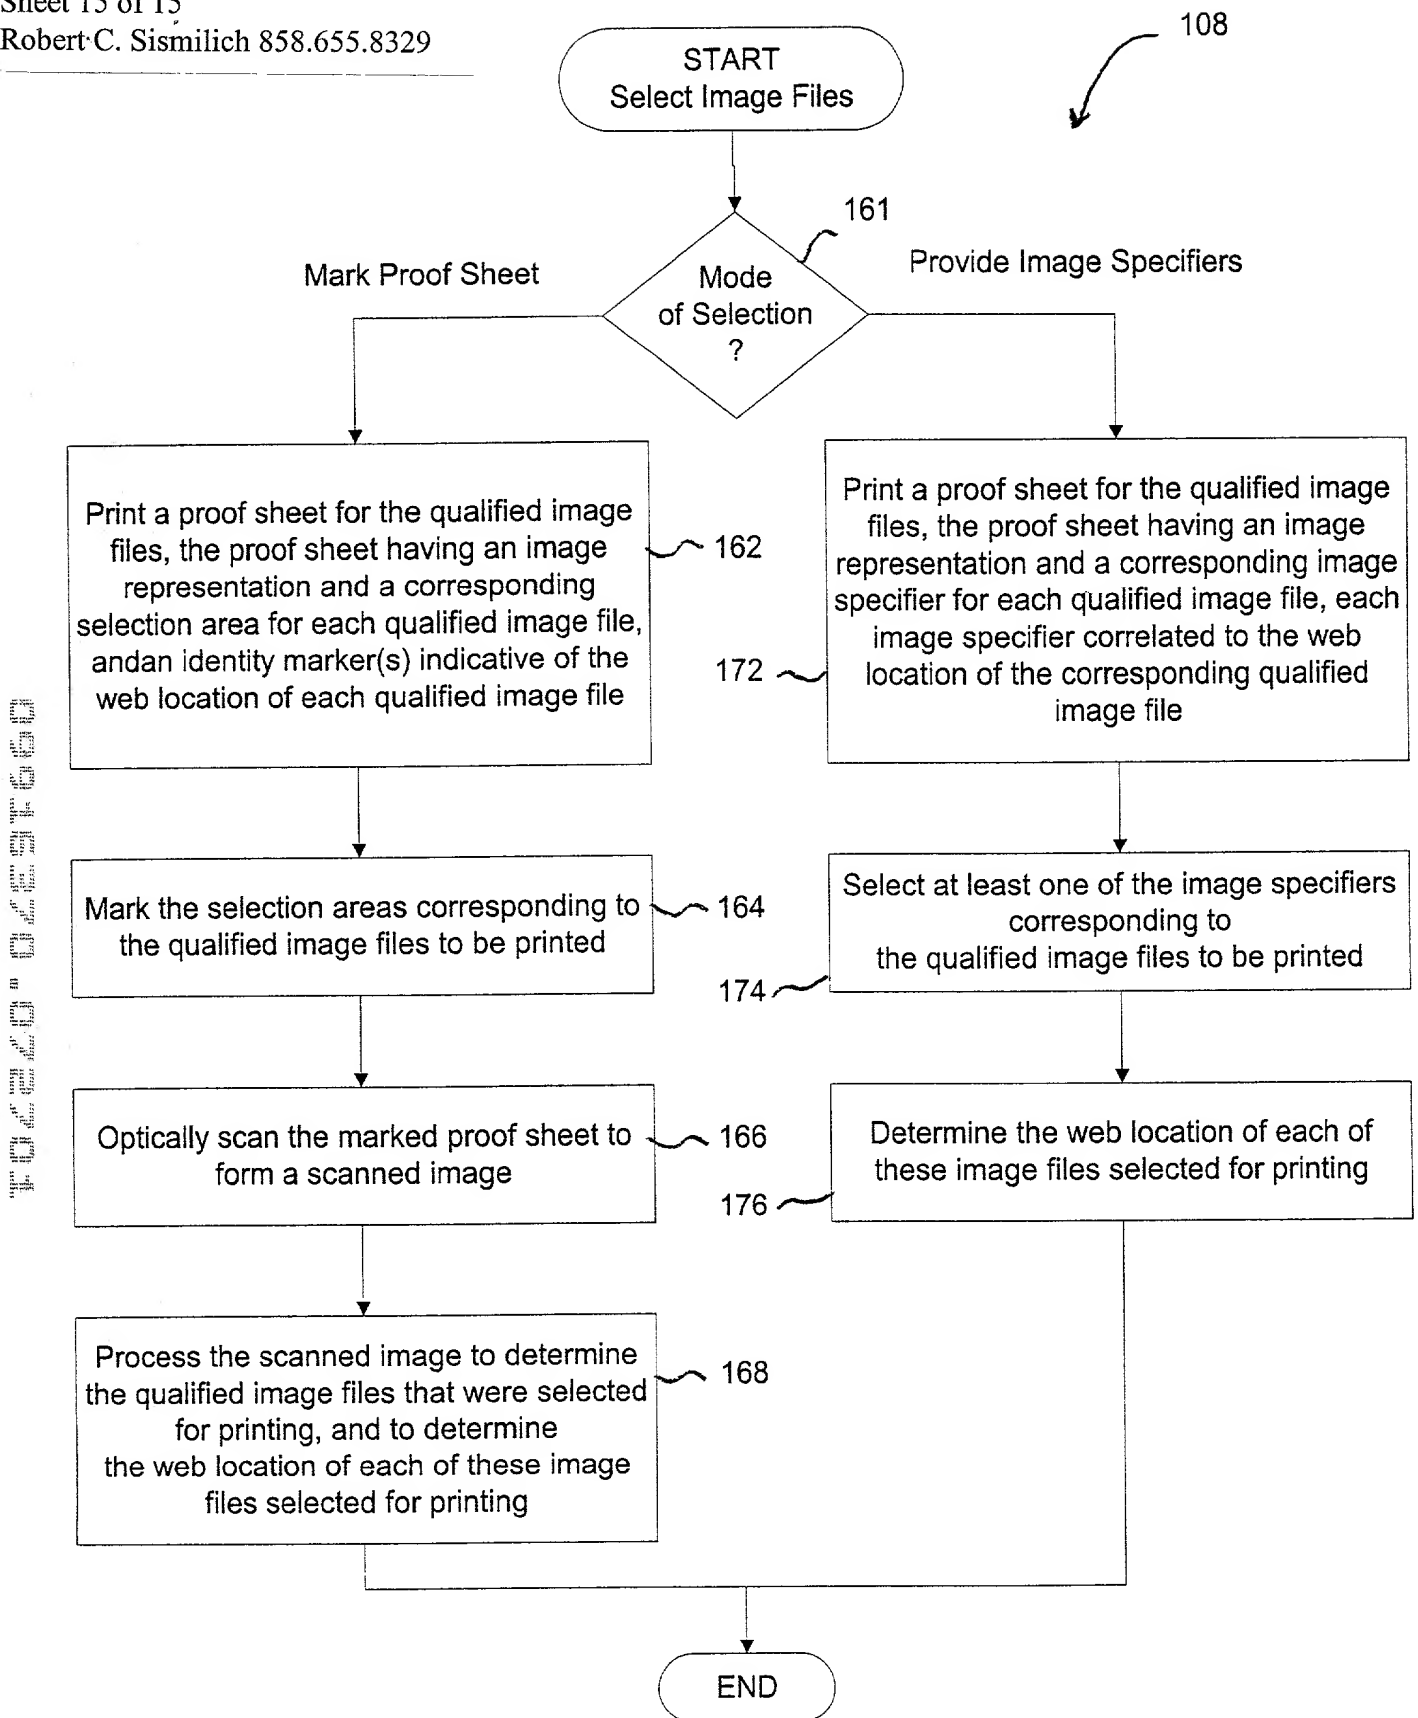 Sheet 15 of 15
Robert C. Sismilich 858.655.8329
108
START
Select Image Files
161
Mode
of Selection
?
Mark Proof Sheet
Provide Image Specifiers
Print a proof sheet for the qualified image
files, the proof sheet having an image
representation and a corresponding
selection area for each qualified image file,
andan identity marker(s) indicative of the
web location of each qualified image file
162
Print a proof sheet for the qualified image
files, the proof sheet having an image
representation and a corresponding image
specifier for each qualified image file, each
image specifier correlated to the web
location of the corresponding qualified
image file
172
Mark the selection areas corresponding to
the qualified image files to be printed
164
Select at least one of the image specifiers
corresponding to
the qualified image files to be printed
174
Optically scan the marked proof sheet to
form a scanned image
166
Determine the web location of each of
these image files selected for printing
176
Process the scanned image to determine
the qualified image files that were selected
for printing, and to determine
the web location of each of these image
files selected for printing
168
END